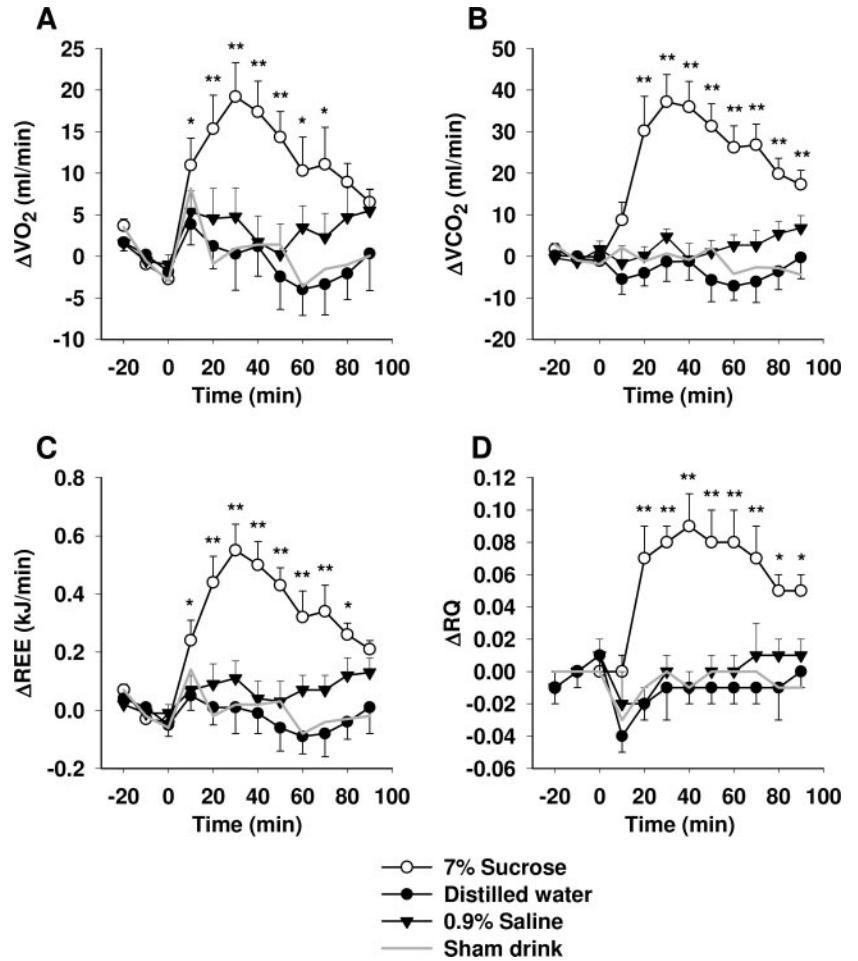 A
B
25
20
15
10
5
0
-5
-10
ΔVO2 (ml/min)
* ** ** ** ** * *
-20 0 20 40 60 80 100
Time (min)
50
40
30
20
10
0
-10
-20
ΔVCO2 (ml/min)
** ** ** ** ** ** ** **
-20 0 20 40 60 80 100
Time (min)
C
D
0.8
0.6
0.4
0.2
0.0
-0.2
ΔREE (kJ/min)
* ** ** ** ** ** ** *
-20 0 20 40 60 80 100
Time (min)
0.12
0.10
0.08
0.06
0.04
0.02
0.00
-0.02
-0.04
-0.06
ΔRQ
** ** ** ** ** ** * *
-20 0 20 40 60 80 100
Time (min)
7% Sucrose
Distilled water
0.9% Saline
Sham drink